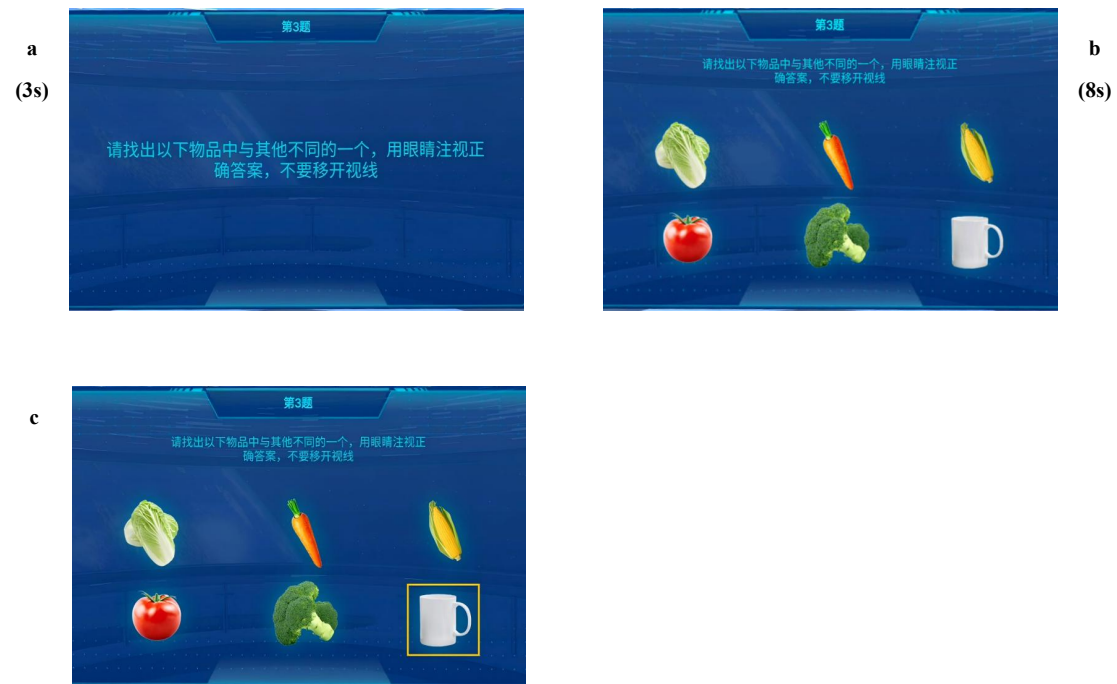 a
(3s)
第3题
请找出以下物品中与其他不同的一个，用眼睛注视正
确答案，不要移开视线
b
(8s)
第3题
请找出以下物品中与其他不同的一个，用眼睛注视正
确答案，不要移开视线
c
第3题
请找出以下物品中与其他不同的一个，用眼睛注视正
确答案，不要移开视线